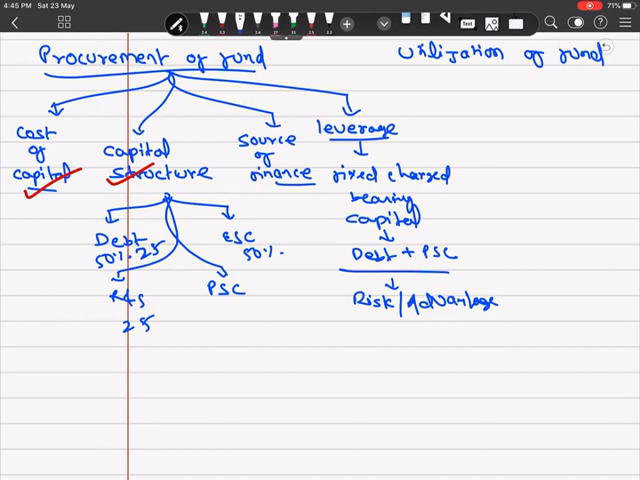 4:45 PM Sat 23 May
71%
Text
Procurement of fund
Utilization of fund
Cost of capital
Capital structure
Source of finance
leverage
fixed charged bearing capital
Debt + PSC
Risk/Advantage
Debt
50% 25
ESC
50%.
R&S
25
PSC